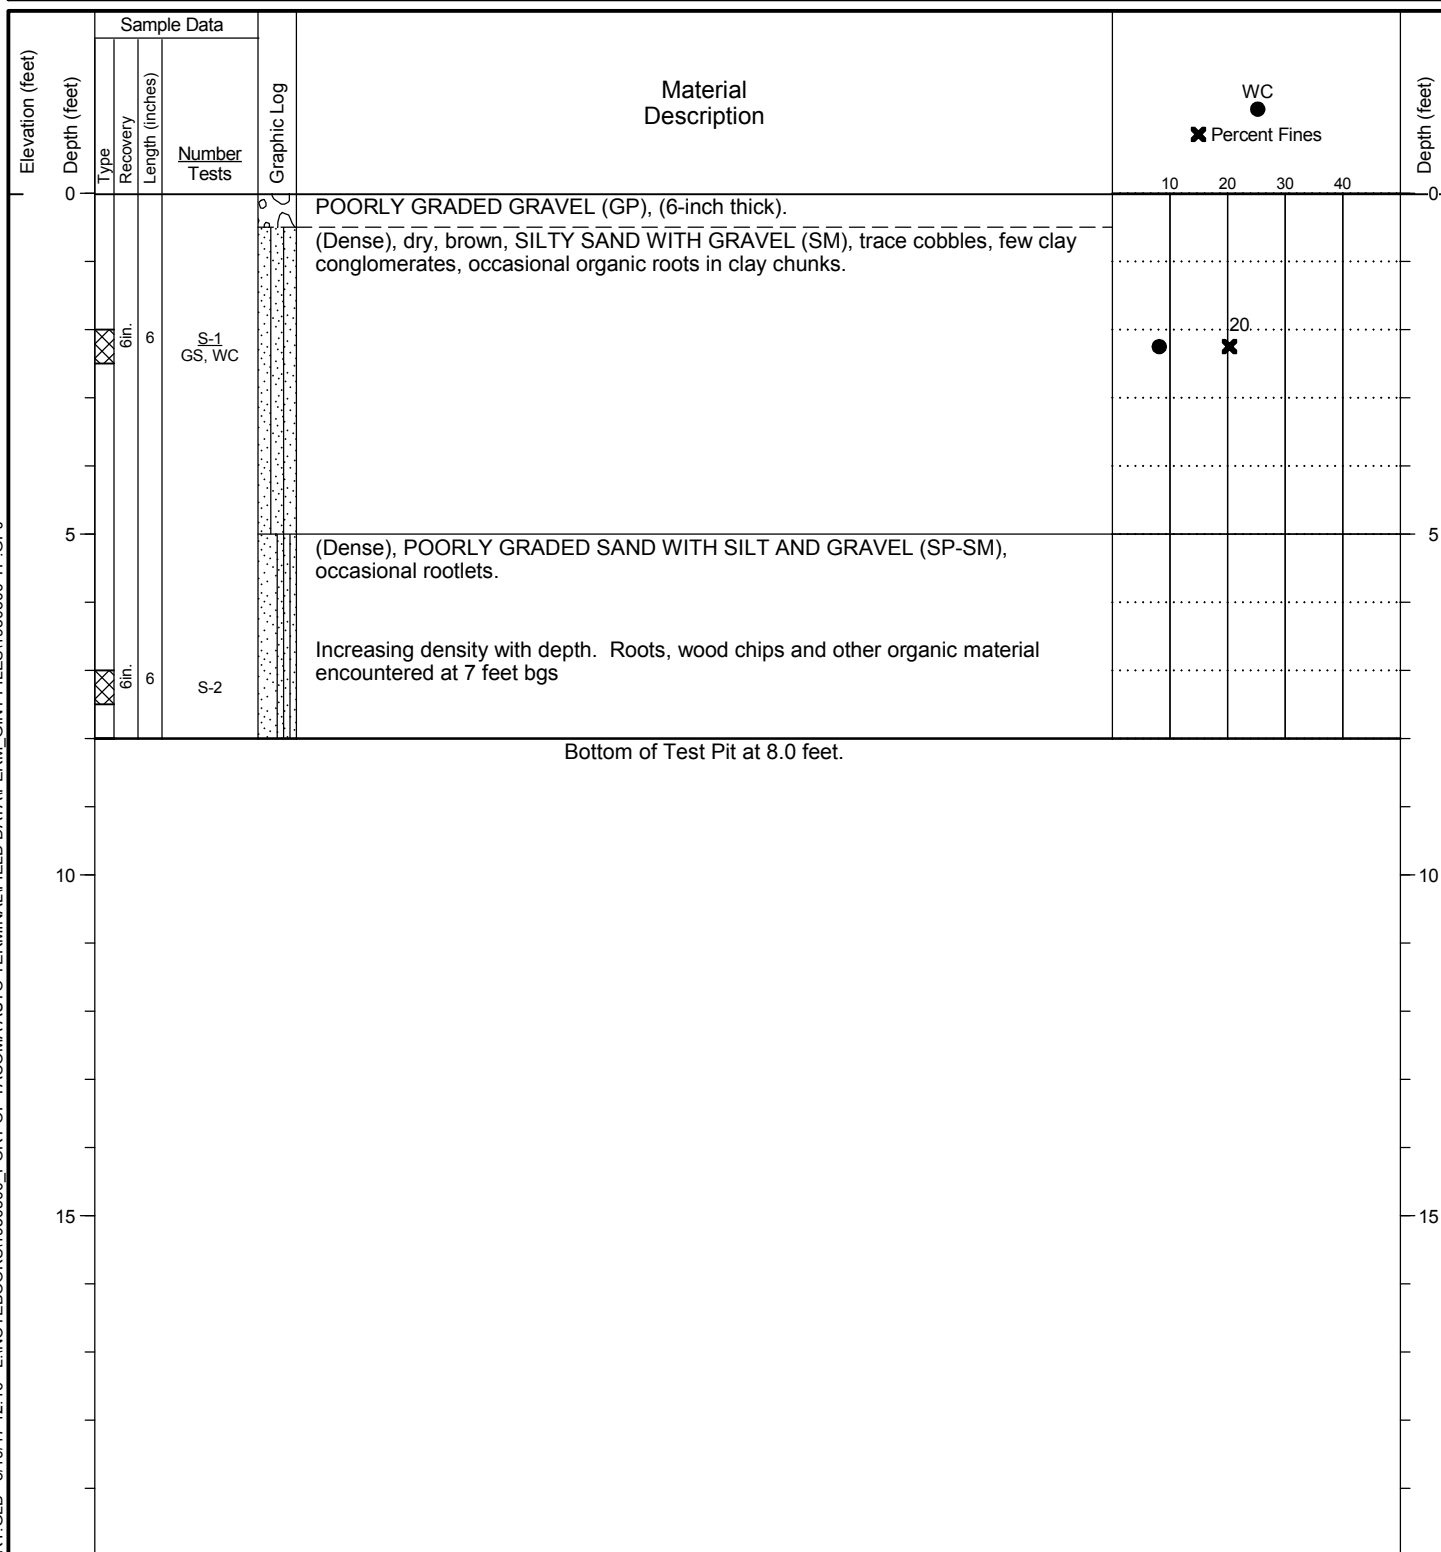 Sample Data
Elevation (feet)
Depth (feet)
Type
Recovery
Length (inches)
Number
Tests
Graphic Log
Material
Description
WC
Percent Fines
Depth (feet)
10 20 30 40
0 0
POORLY GRADED GRAVEL (GP), (6-inch thick).
(Dense), dry, brown, SILTY SAND WITH GRAVEL (SM), trace cobbles, few clay
conglomerates, occasional organic roots in clay chunks.
6in. 6 S-1
GS, WC
20
5 5
(Dense), POORLY GRADED SAND WITH SILT AND GRAVEL (SP-SM),
occasional rootlets.
Increasing density with depth. Roots, wood chips and other organic material
encountered at 7 feet bgs
6in. 6 S-2
Bottom of Test Pit at 8.0 feet.
10 10
15 15